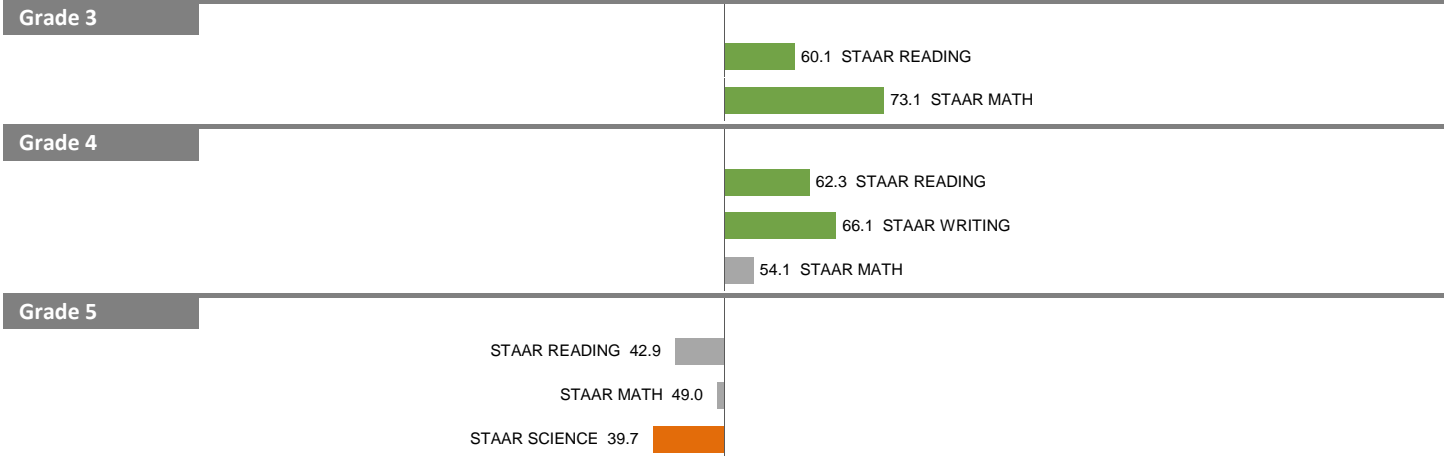 Grade 3
60.1 STAAR READING
73.1 STAAR MATH
Grade 4
62.3 STAAR READING
66.1 STAAR WRITING
54.1 STAAR MATH
Grade 5
STAAR READING 42.9
STAAR MATH 49.0
STAAR SCIENCE 39.7